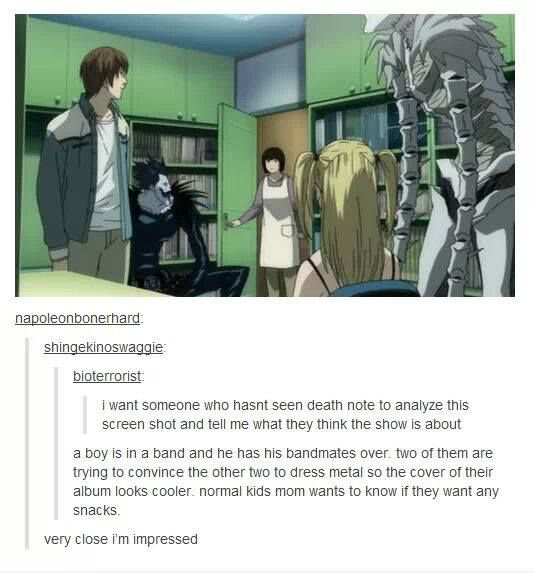 napoleonbonerhard:
shingekinoswaggie:
bioterrorist:
i want someone who hasnt seen death note to analyze this
screen shot and tell me what they think the show is about
a boy is in a band and he has his bandmates over. two of them are
trying to convince the other two to dress metal so the cover of their
album looks cooler. normal kids mom wants to know if they want any
snacks.
very close i'm impressed